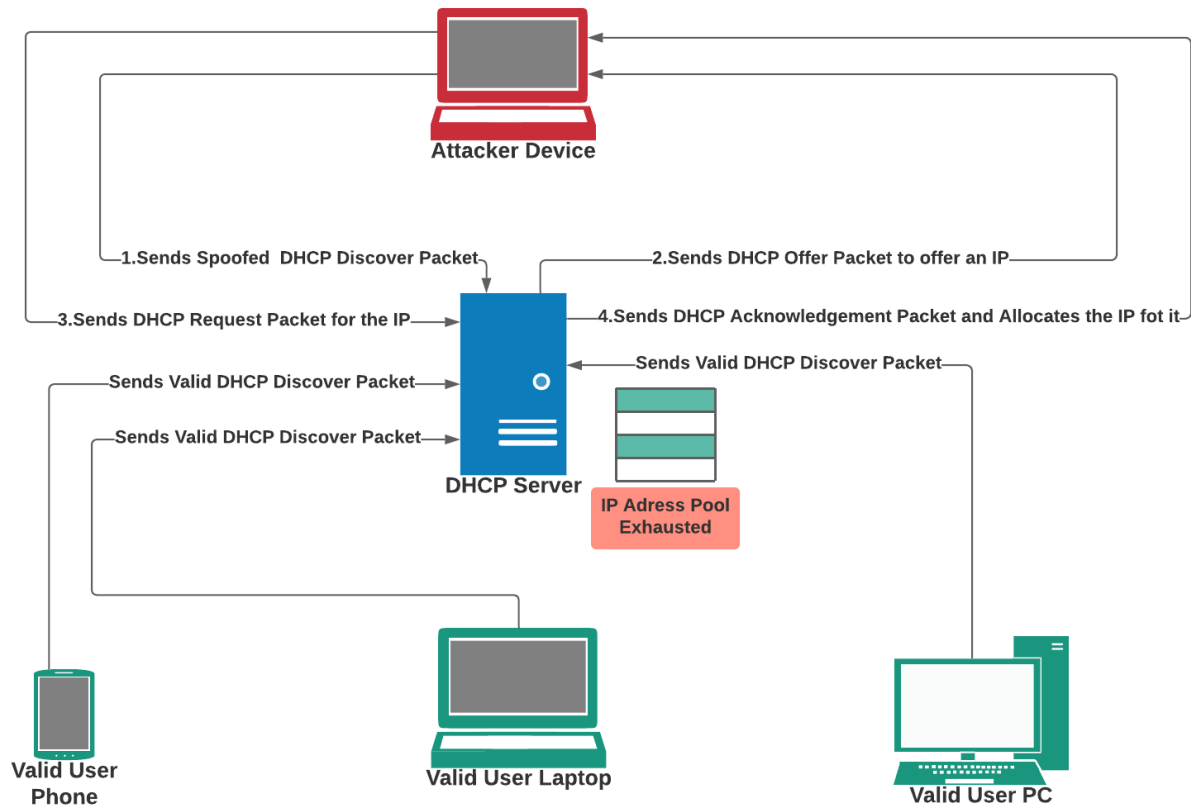 Attacker Device
1.Sends Spoofed  DHCP Discover Packet
2.Sends DHCP Offer Packet to offer an IP
3.Sends DHCP Request Packet for the IP
4.Sends DHCP Acknowledgement Packet and Allocates the IP fot it
Sends Valid DHCP Discover Packet
Sends Valid DHCP Discover Packet
Sends Valid DHCP Discover Packet
DHCP Server
IP Adress Pool
Exhausted
Valid User
Phone
Valid User Laptop
Valid User PC